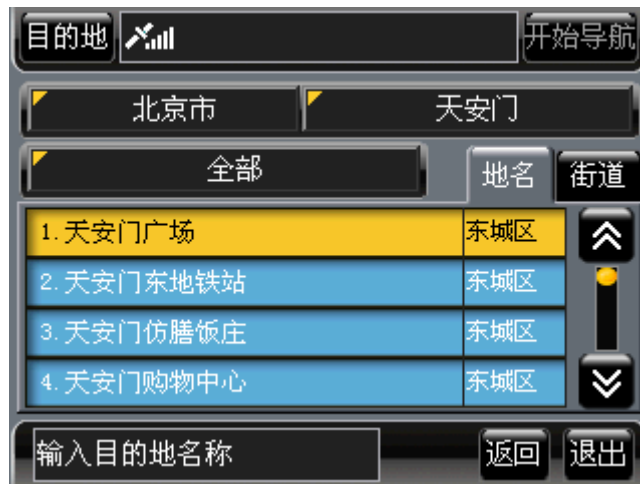 目的地 开始导航
北京市 天安门
全部 地名 街道
1.天安门广场 东城区
2.天安门东地铁站 东城区
3.天安门仿膳饭庄 东城区
4.天安门购物中心 东城区
输入目的地名称 返回 退出